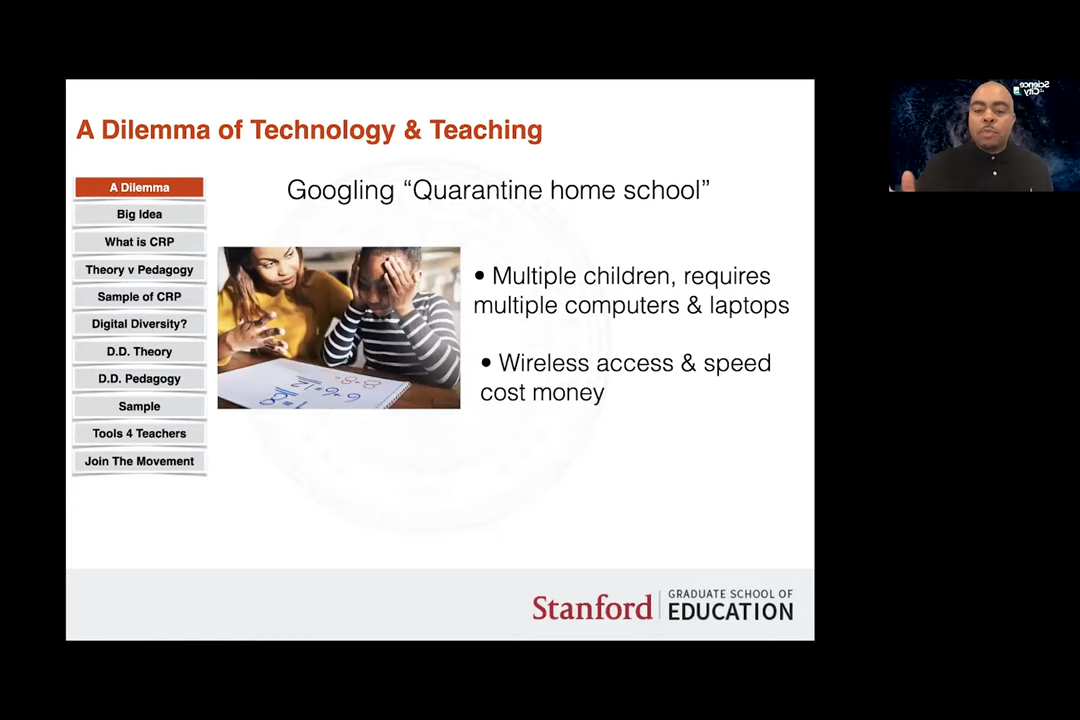 A Dilemma of Technology & Teaching
A Dilemma
Big Idea
What is CRP
Theory v Pedagogy
Sample of CRP
Digital Diversity?
D.D. Theory
D.D. Pedagogy
Sample
Tools 4 Teachers
Join The Movement
Googling “Quarantine home school”
• Multiple children, requires
multiple computers & laptops
• Wireless access & speed
cost money
Stanford
GRADUATE SCHOOL OF
EDUCATION
Science
City